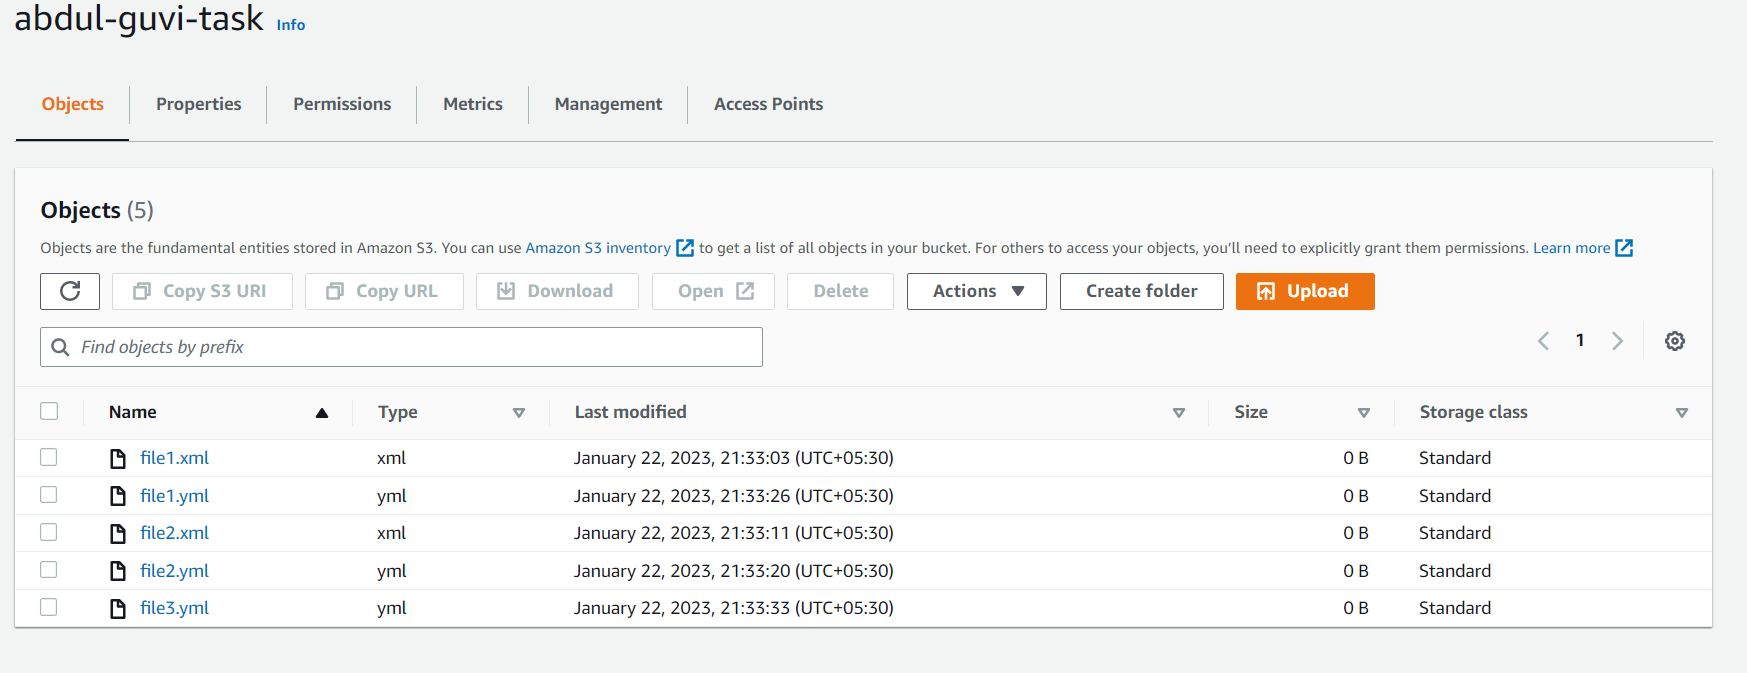 abdul-guvi-task Info
Objects Properties Permissions Metrics Management Access Points
Objects (5)
Objects are the fundamental entities stored in Amazon S3. You can use Amazon S3 inventory to get a list of all objects in your bucket. For others to access your objects, you'll need to explicitly grant them permissions. Learn more
Copy S3 URI Copy URL Download Open Delete Actions Create folder Upload
Find objects by prefix 1
Name Type Last modified Size Storage class
file1.xml xml January 22, 2023, 21:33:03 (UTC+05:30) 0 B Standard
file1.yml yml January 22, 2023, 21:33:26 (UTC+05:30) 0 B Standard
file2.xml xml January 22, 2023, 21:33:11 (UTC+05:30) 0 B Standard
file2.yml yml January 22, 2023, 21:33:20 (UTC+05:30) 0 B Standard
file3.yml yml January 22, 2023, 21:33:33 (UTC+05:30) 0 B Standard